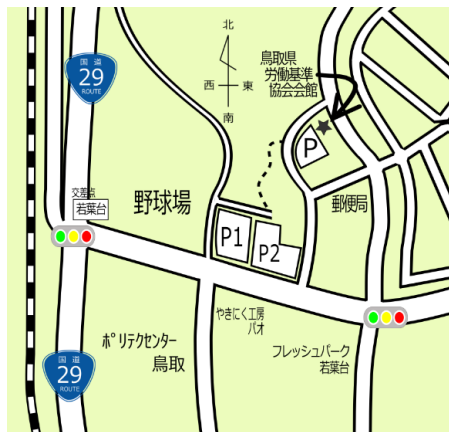 北
西 東
南
国道
29
ROUTE
鳥取県
労働基準
協会会館
P
交差点
若葉台
野球場
郵便局
P1
P2
やきにく工房
パオ
ポリテクセンター
鳥取
フレッシュパーク
若葉台
国道
29
ROUTE